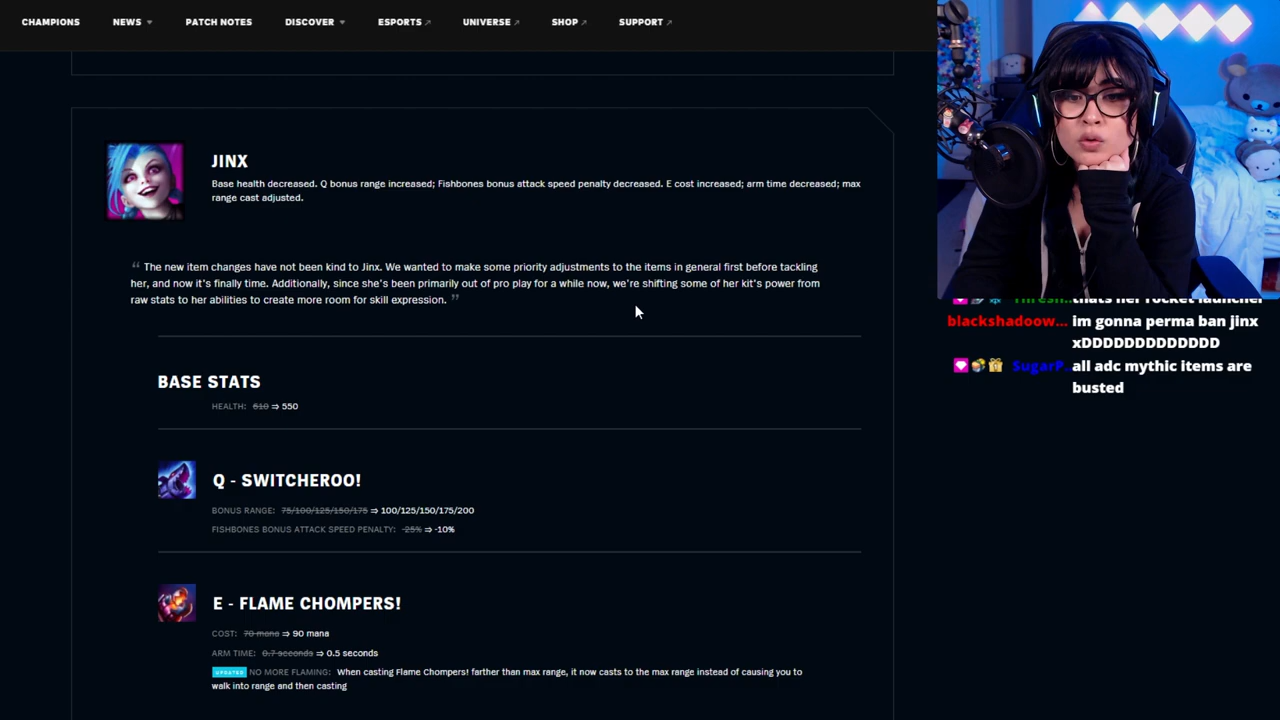 CHAMPIONS NEWS PATCH NOTES DISCOVER ESPORTS UNIVERSE SHOP SUPPORT
JINX
Base health decreased. Q bonus range increased; Fishbones bonus attack speed penalty decreased. E cost increased; arm time decreased; max
range cast adjusted.
“ The new item changes have not been kind to Jinx. We wanted to make some priority adjustments to the items in general first before tackling
her, and now it's finally time. Additionally, since she's been primarily out of pro play for a while now, we're shifting some of her kit's power from
raw stats to her abilities to create more room for skill expression. ”
BASE STATS
HEALTH: 610 ⇒ 550
Q - SWITCHEROO!
BONUS RANGE: 75/100/125/150/175 ⇒ 100/125/150/175/200
FISHBONES BONUS ATTACK SPEED PENALTY: -25% ⇒ -10%
E - FLAME CHOMPERS!
COST: 70 mana ⇒ 90 mana
ARM TIME: 0.7 seconds ⇒ 0.5 seconds
UPDATED NO MORE FLAMING: When casting Flame Chompers! farther than max range, it now casts to the max range instead of causing you to
walk into range and then casting
Thresh.. thats her rocket launcher
blackshadoow... im gonna perma ban jinx
xDDDDDDDDDDDDD
SugarP.. all adc mythic items are
busted